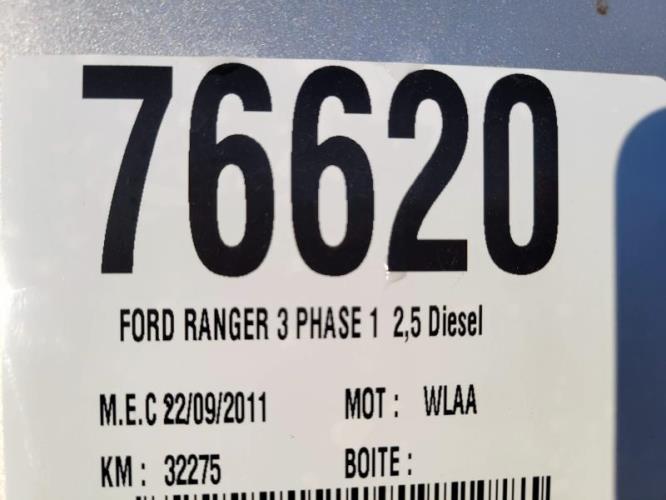 76620
FORD RANGER 3 PHASE 1 2,5 Diesel
M.E.C : 22/09/2011 MOT : WLAA
KM : 32275 BOITE :